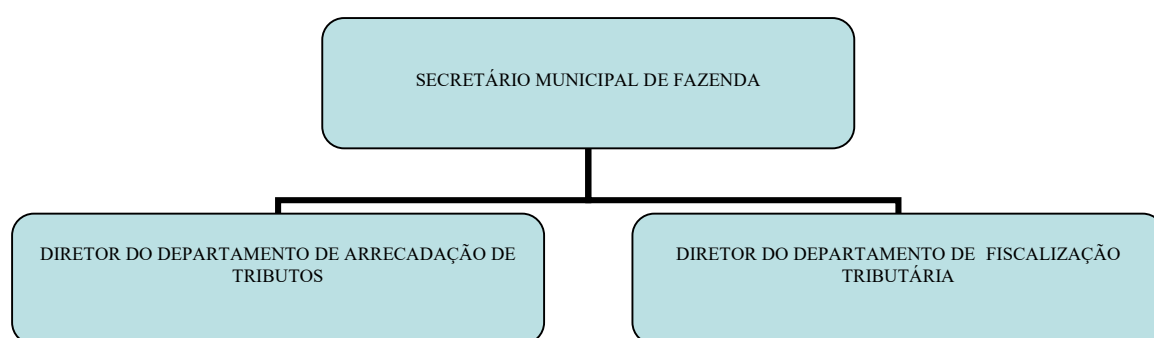 SECRETÁRIO MUNICIPAL DE FAZENDA
DIRETOR DO DEPARTAMENTO DE ARRECADAÇÃO DE
TRIBUTOS
DIRETOR DO DEPARTAMENTO DE FISCALIZAÇÃO
TRIBUTÁRIA